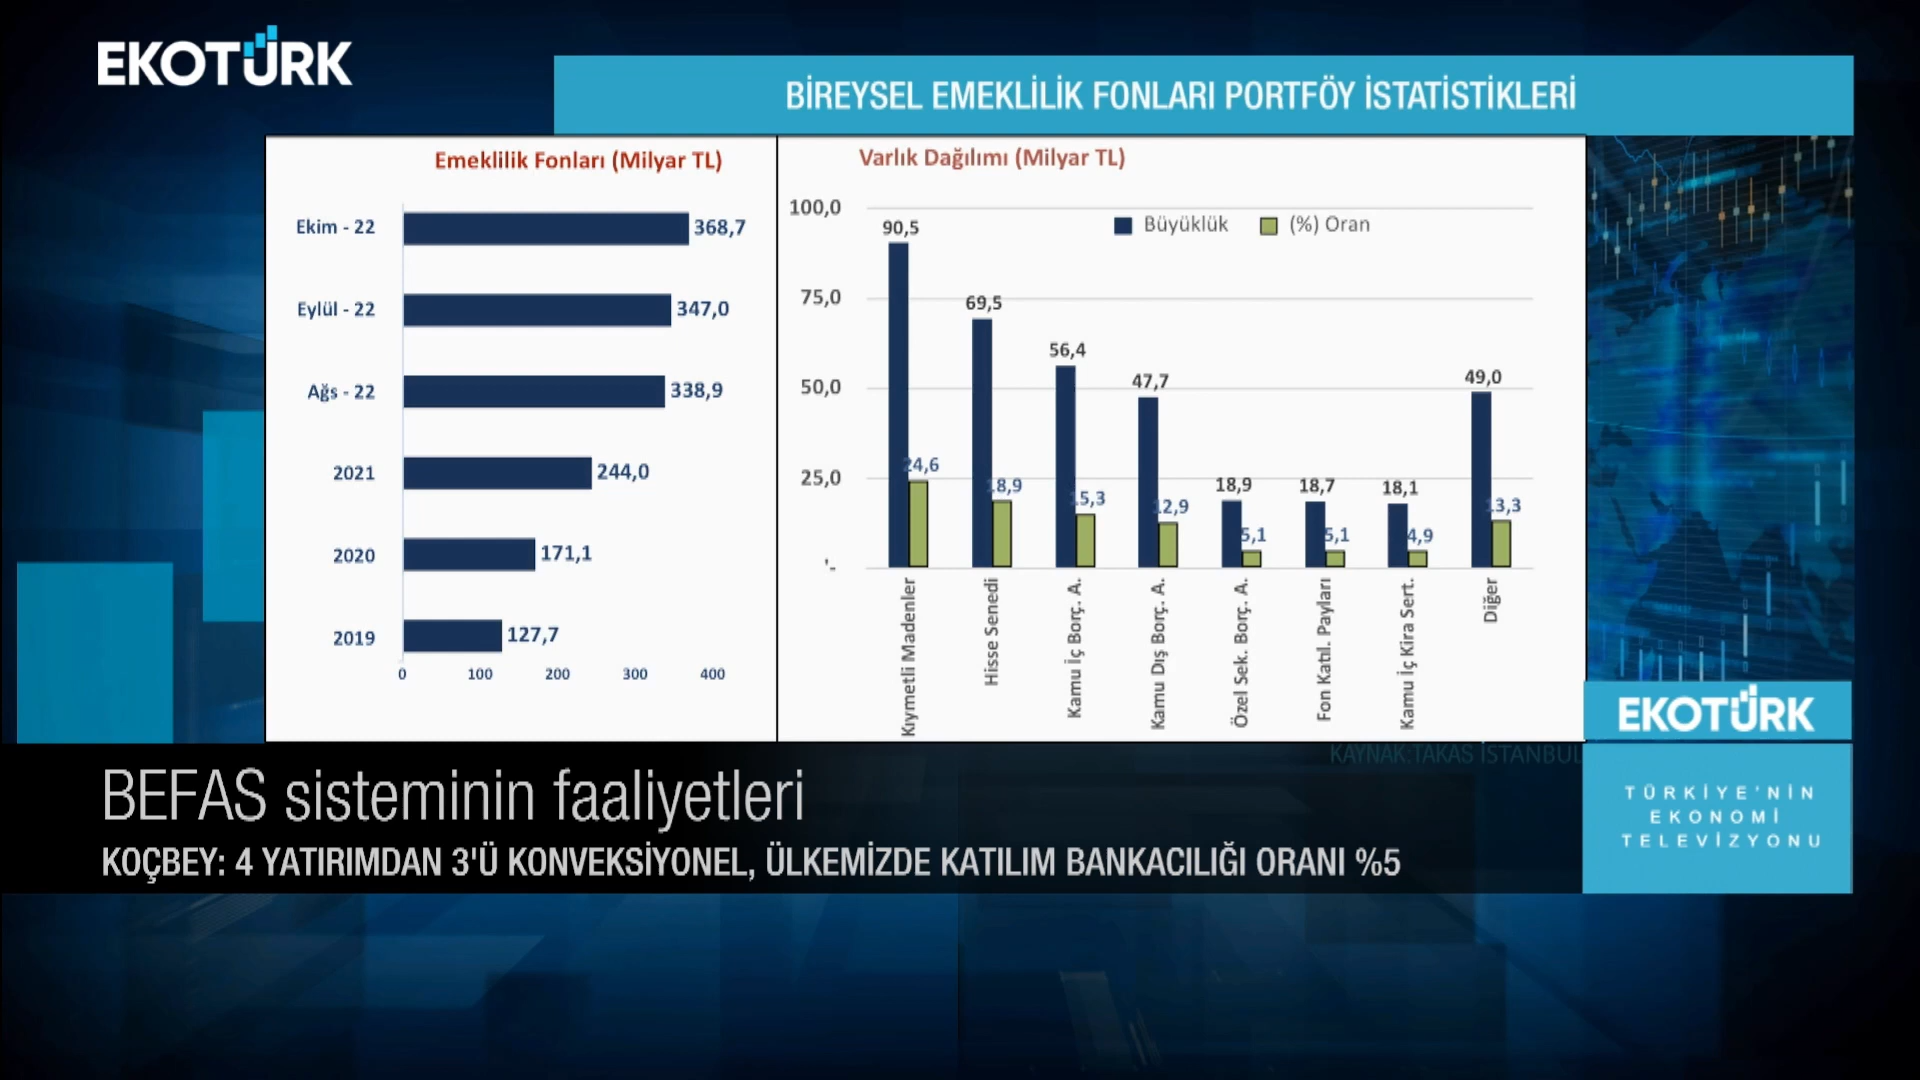 EKOTÜRK
BİREYSEL EMEKLİLİK FONLARI PORTFÖY İSTATİSTİKLERİ
Emeklilik Fonları (Milyar TL)
Ekim - 22
368,7
Eylül - 22
347,0
Ağs - 22
338,9
2021
244,0
2020
171,1
2019
127,7
0 100 200 300 400
Varlık Dağılımı (Milyar TL)
Büyüklük (%) Oran
100,0
75,0
50,0
25,0
'-
90,5
69,5
56,4
47,7
18,9
18,7
18,1
49,0
24,6
18,9
15,3
12,9
5,1
5,1
4,9
13,3
Kıymetli Madenler
Hisse Senedi
Kamu İç Borç. A.
Kamu Dış Borç. A.
Özel Sek. Borç. A.
Fon Katıl. Payları
Kamu İç Kira Sert.
Diğer
EKOTÜRK
KAYNAK:TAKAS İSTANBUL
BEFAS sisteminin faaliyetleri
KOÇBEY: 4 YATIRIMDAN 3'Ü KONVEKSİYONEL, ÜLKEMİZDE KATILIM BANKACILIĞI ORANI %5
TÜRKİYE'NİN
EKONOMİ
TELEVİZYONU